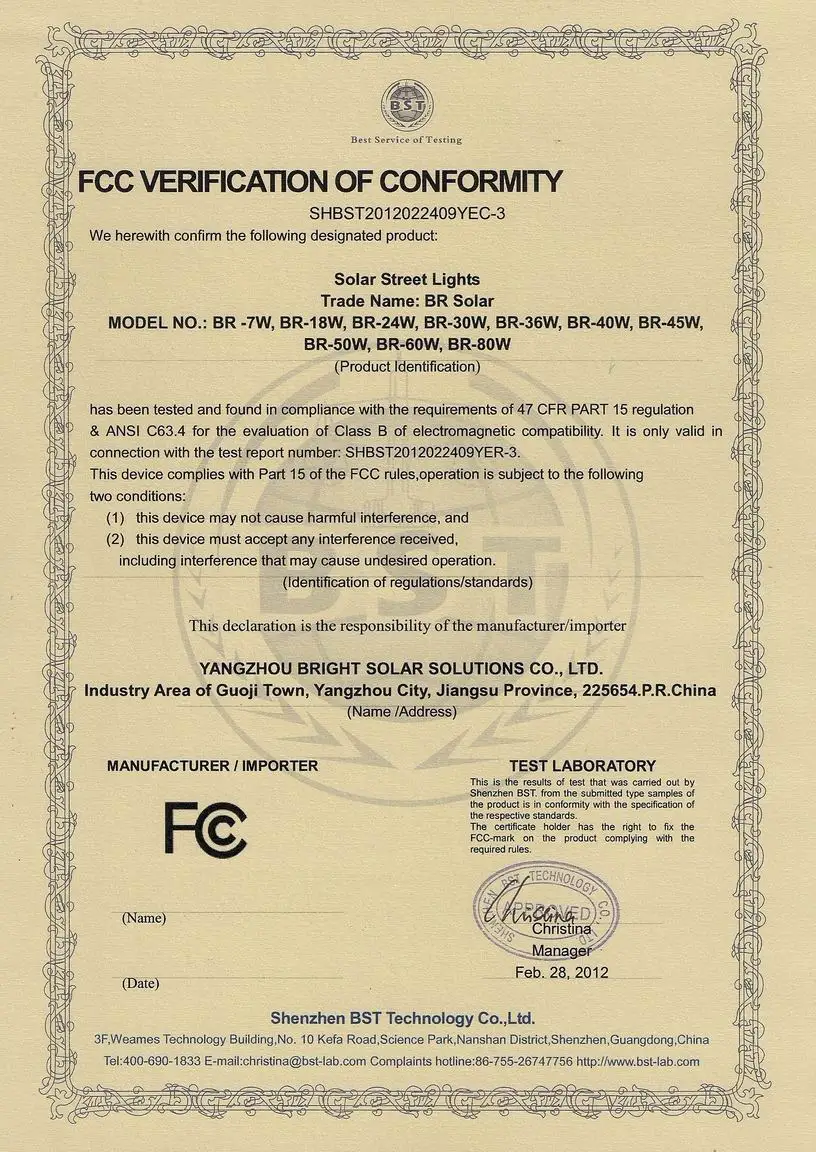 BST
Best Service of Testing
FCC VERIFICATION OF CONFORMITY
SHBST2012022409YEC-3
We herewith confirm the following designated product:
Solar Street Lights
Trade Name: BR Solar
MODEL NO.: BR -7W, BR-18W, BR-24W, BR-30W, BR-36W, BR-40W, BR-45W,
BR-50W, BR-60W, BR-80W
(Product Identification)
has been tested and found in compliance with the requirements of 47 CFR PART 15 regulation
& ANSI C63.4 for the evaluation of Class B of electromagnetic compatibility. It is only valid in
connection with the test report number: SHBST2012022409YER-3.
This device complies with Part 15 of the FCC rules,operation is subject to the following
two conditions:
(1) this device may not cause harmful interference, and
(2) this device must accept any interference received,
including interference that may cause undesired operation.
(Identification of regulations/standards)
BST
This declaration is the responsibility of the manufacturer/importer
YANGZHOU BRIGHT SOLAR SOLUTIONS CO., LTD.
Industry Area of Guoji Town, Yangzhou City, Jiangsu Province, 225654.P.R.China
(Name /Address)
MANUFACTURER / IMPORTER
FCC
(Name)
(Date)
TEST LABORATORY
This is the results of test that was carried out by
Shenzhen BST. from the submitted type samples of
the product is in conformity with the specification of
the respective standards.
The certificate holder has the right to fix the
FCC-mark on the product complying with the
required rules.
SHENZHEN BST TECHNOLOGY CO., LTD
APPROVED
Christina
Christina
Manager
Feb. 28, 2012
Shenzhen BST Technology Co.,Ltd.
3F,Weames Technology Building,No. 10 Kefa Road,Science Park,Nanshan District,Shenzhen,Guangdong,China
Tel:400-690-1833 E-mail:christina@bst-lab.com Complaints hotline:86-755-26747756 http://www.bst-lab.com